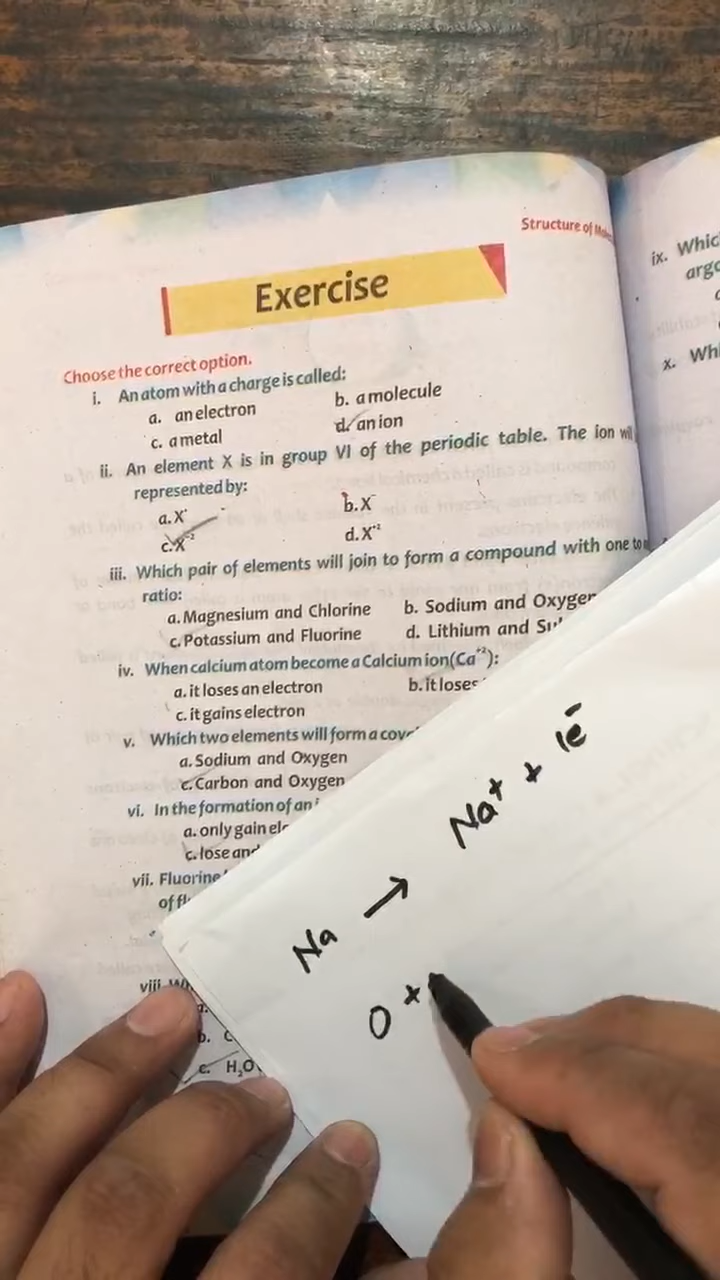 Structure of
Exercise
Choose the correct option.
i. An atom with a charge is called:
a. an electron
b. a molecule
c. a metal
d. an ion
ii. An element X is in group VI of the periodic table. The ion
represented by:
a. X⁺
b. X⁻
c. X⁻²
d. X⁺²
iii. Which pair of elements will join to form a compound with one to
ratio:
a. Magnesium and Chlorine
b. Sodium and Oxygen
c. Potassium and Fluorine
d. Lithium and
iv. When calcium atom become a Calcium ion(Ca⁺²):
a. it loses an electron
b. it loses
c. it gains electron
v. Which two elements will form a
a. Sodium and Oxygen
c. Carbon and Oxygen
vi. In the formation of an
a. only gain
c. lose and
vii. Fluorine
of
viii.
a.
b. C
c. H₂O
ix.
x.
Na → Na⁺ + 1e⁻
O +